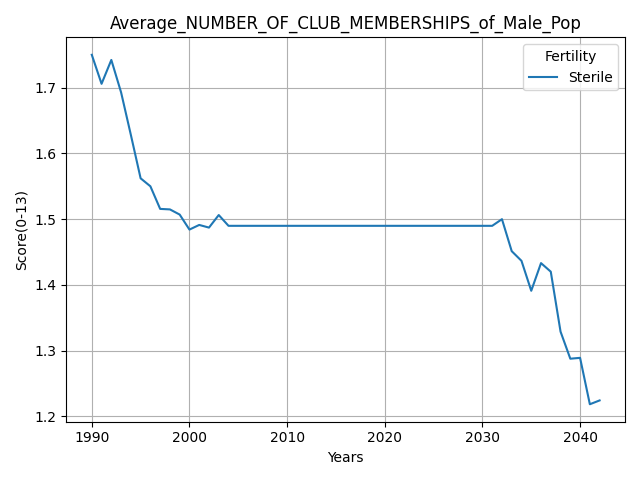 Average_NUMBER_OF_CLUB_MEMBERSHIPS_of_Male_Pop
Fertility
Sterile
Score(0-13)
1.7
1.6
1.5
1.4
1.3
1.2
1990 2000 2010 2020 2030 2040
Years